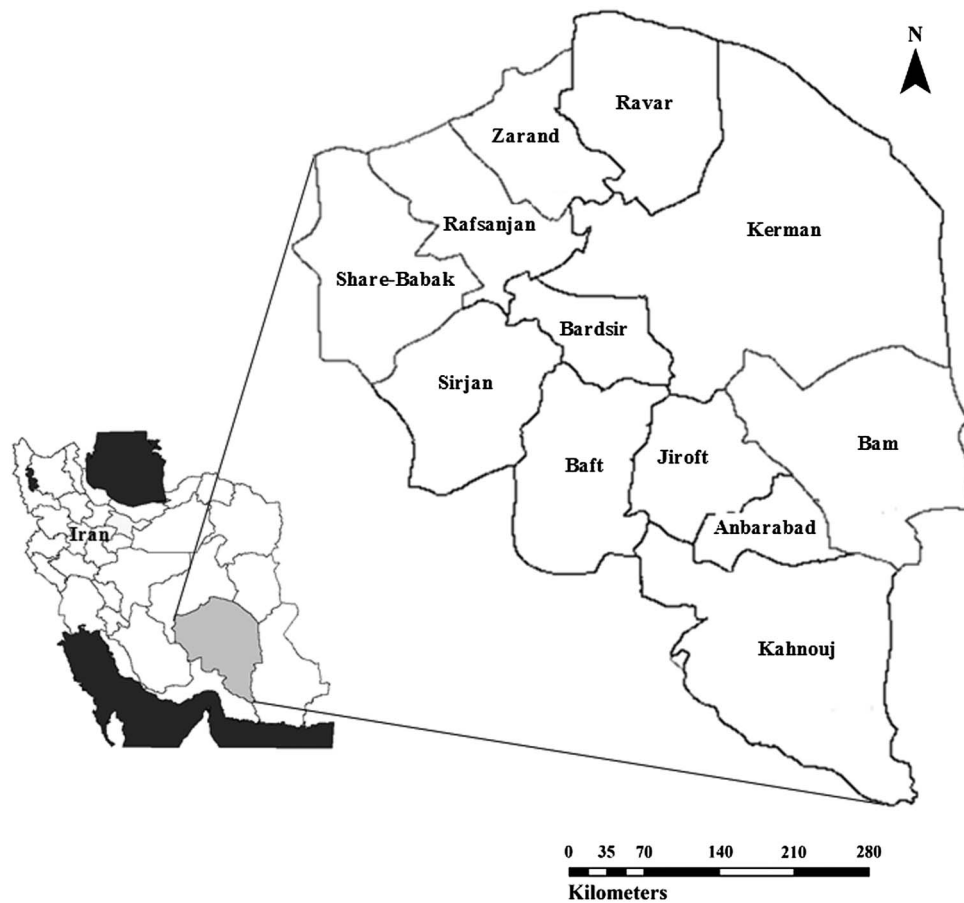 N
Ravar
Zarand
Rafsanjan
Kerman
Share-Babak
Bardsir
Sirjan
Bam
Baft
Jiroft
Anbarabad
Iran
Kahnouj
0 35 70 140 210 280
Kilometers